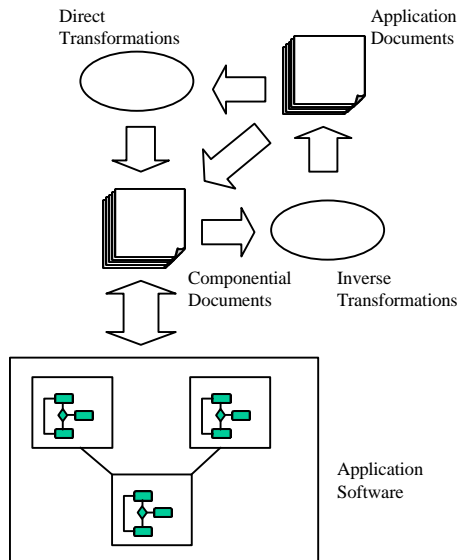 Direct
Transformations
Application
Documents
Componential
Documents
Inverse
Transformations
Application
Software